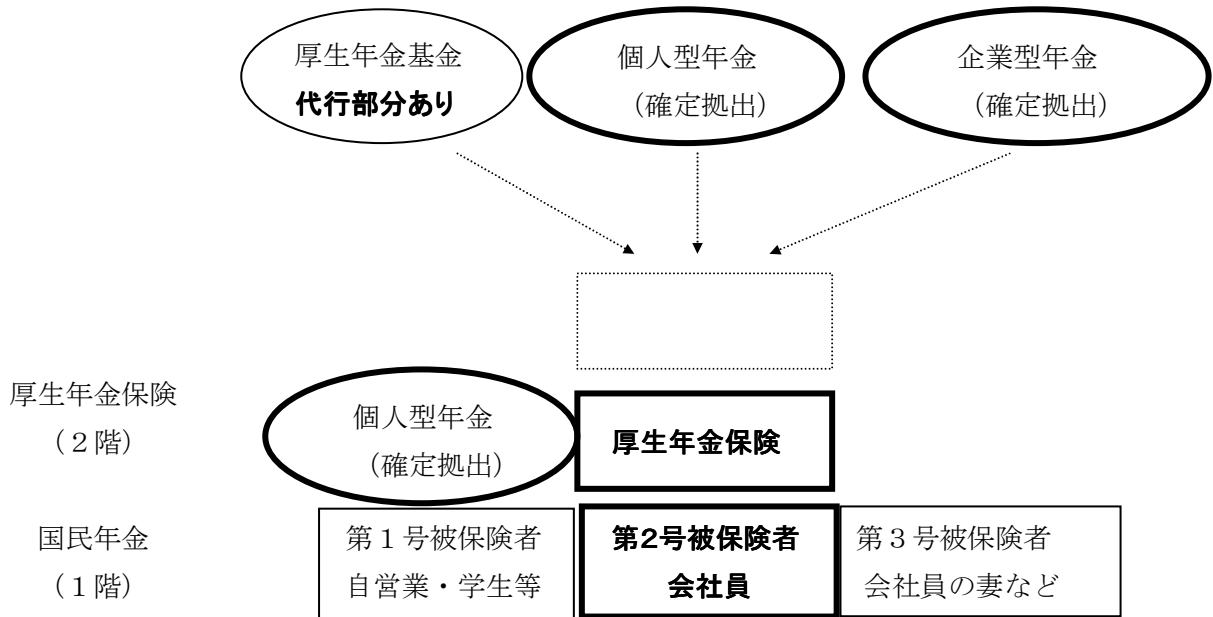 厚生年金基金
代行部分あり
個人型年金
(確定拠出)
企業型年金
(確定拠出)
厚生年金保険
(2階)
個人型年金
(確定拠出)
厚生年金保険
国民年金
(1階)
第1号被保険者
自営業・学生等
第2号被保険者
会社員
第3号被保険者
会社員の妻など